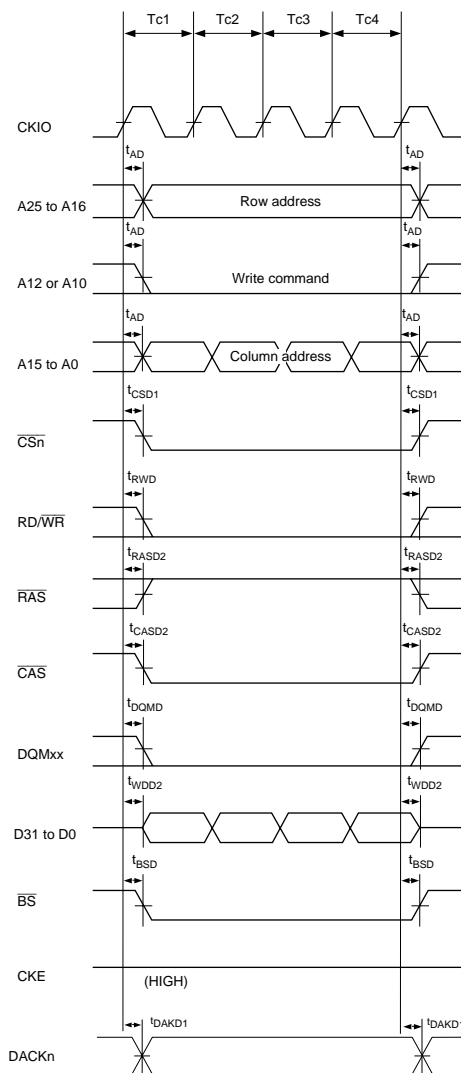 Tc1 Tc2 Tc3 Tc4
CKIO
tAD tAD
A25 to A16 Row address
tAD tAD
A12 or A10 Write command
tAD tAD
A15 to A0 Column address
tCSD1 tCSD1
CSn
tRWD tRWD
RD/WR
tRASD2 tRASD2
RAS
tCASD2 tCASD2
CAS
tDQMD tDQMD
DQMxx
tWDD2 tWDD2
D31 to D0
tBSD tBSD
BS
CKE
(HIGH)
tDAKD1 tDAKD1
DACKn